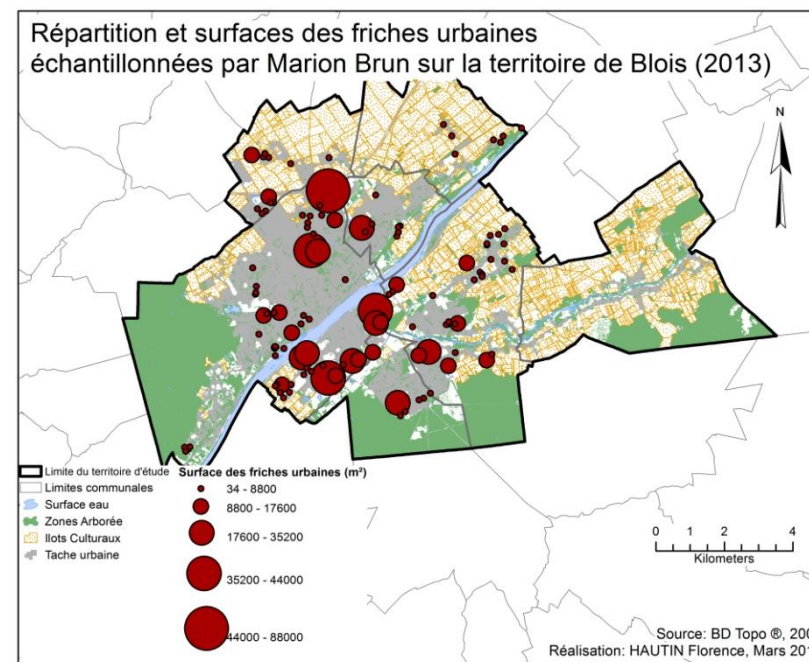 Répartition et surfaces des friches urbaines
échantillonnées par Marion Brun sur la territoire de Blois (2013)
N
Limite du territoire d'étude
Limites communales
Surface eau
Zones Arborée
Ilots Culturaux
Tache urbaine
Surface des friches urbaines (m²)
34 - 8800
8800 - 17600
17600 - 35200
35200 - 44000
44000 - 88000
0 1 2 4
Kilometers
Source: BD Topo ®, 200
Réalisation: HAUTIN Florence, Mars 201